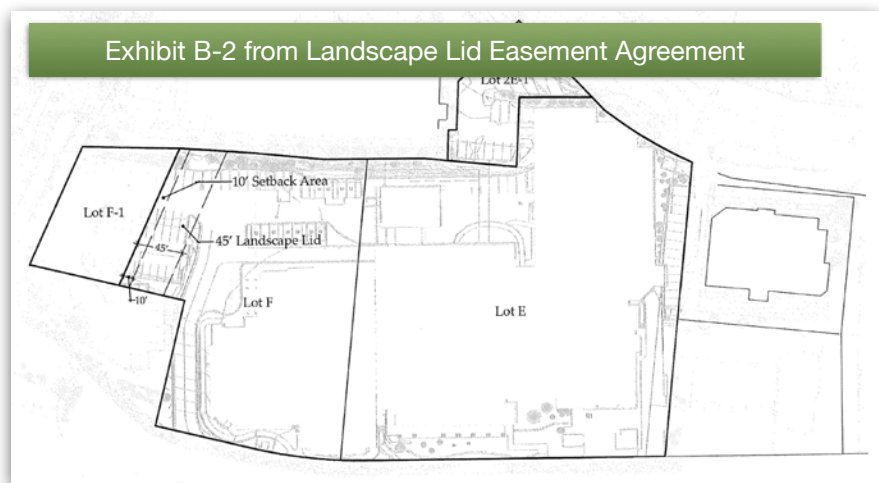 Exhibit B-2 from Landscape Lid Easement Agreement
Lot 2E-1
10' Setback Area
Lot F-1
45' Landscape Lid
45'
10'
Lot F
Lot E